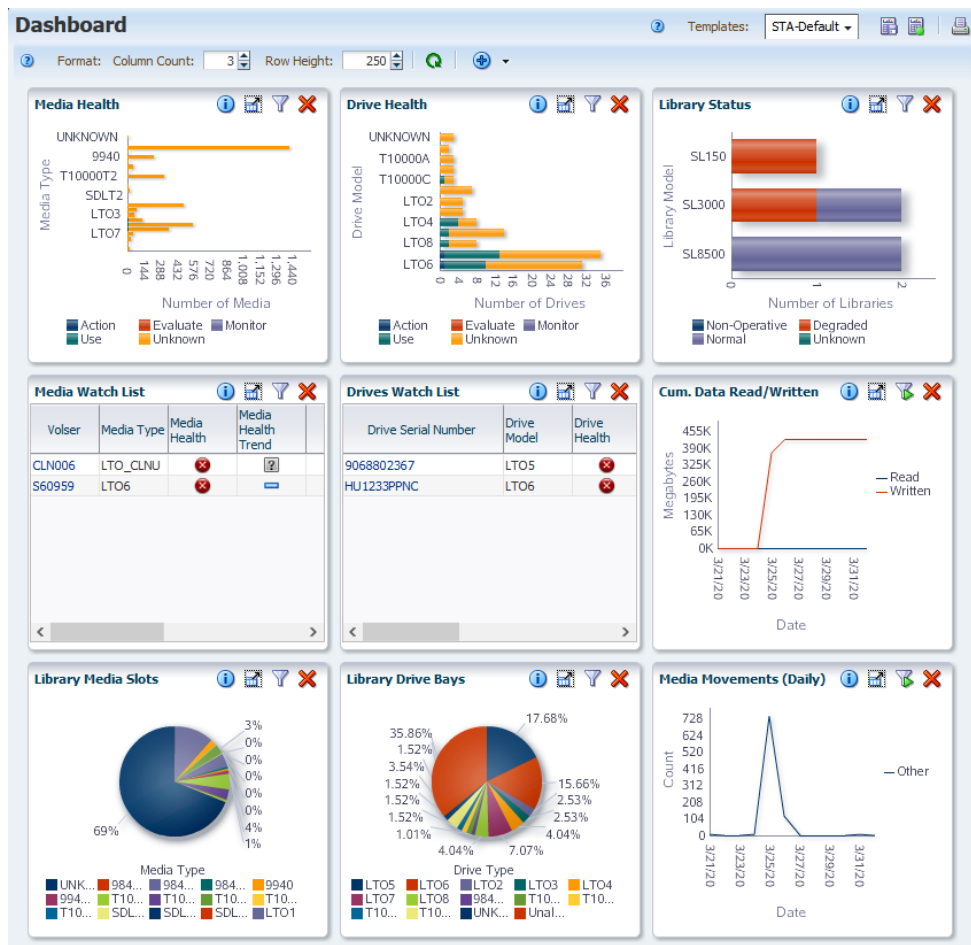 Dashboard
Templates: STA-Default
Format: Column Count: 3 Row Height: 250
Media Health
UNKNOWN
9940
T10000T2
SDLT2
LTO3
LTO7
Media Type
0 144 288 432 576 720 864 1,008 1,152 1,296 1,440
Number of Media
Action Evaluate Monitor
Use Unknown
Drive Health
UNKNOWN
T10000A
T10000C
LTO2
LTO4
LTO8
LTO6
Drive Model
0 4 8 12 16 20 24 28 32 36
Number of Drives
Action Evaluate Monitor
Use Unknown
Library Status
SL150
SL3000
SL8500
Library Model
0 1 2
Number of Libraries
Non-Operative Degraded
Normal Unknown
Media Watch List
Volser Media Type Media Health Media Health Trend
CLN006 LTO_CLNU
S60959 LTO6
Drives Watch List
Drive Serial Number Drive Model Drive Health
9068802367 LTO5
HU1233PPNC LTO6
Cum. Data Read/Written
455K
390K
325K
260K
195K
130K
65K
0K
Megabytes
Read
Written
3/21/20 3/23/20 3/25/20 3/27/20 3/29/20 3/31/20
Date
Library Media Slots
3%
0%
0%
0%
0%
0%
4%
1%
69%
Media Type
UNK... 984... 984... 984... 9940
994... T10... T10... T10... T10...
T10... SDL... SDL... SDL... LTO1
Library Drive Bays
17.68%
35.86%
1.52%
3.54%
1.52%
1.52%
1.52%
1.01%
4.04%
7.07%
4.04%
2.53%
2.53%
15.66%
Drive Type
LTO5 LTO6 LTO2 LTO3 LTO4
LTO7 LTO8 984... T10... T10...
T10... T10... UNK... Unal...
Media Movements (Daily)
728
624
520
416
312
208
104
0
Count
Other
3/21/20 3/23/20 3/25/20 3/27/20 3/29/20 3/31/20
Date